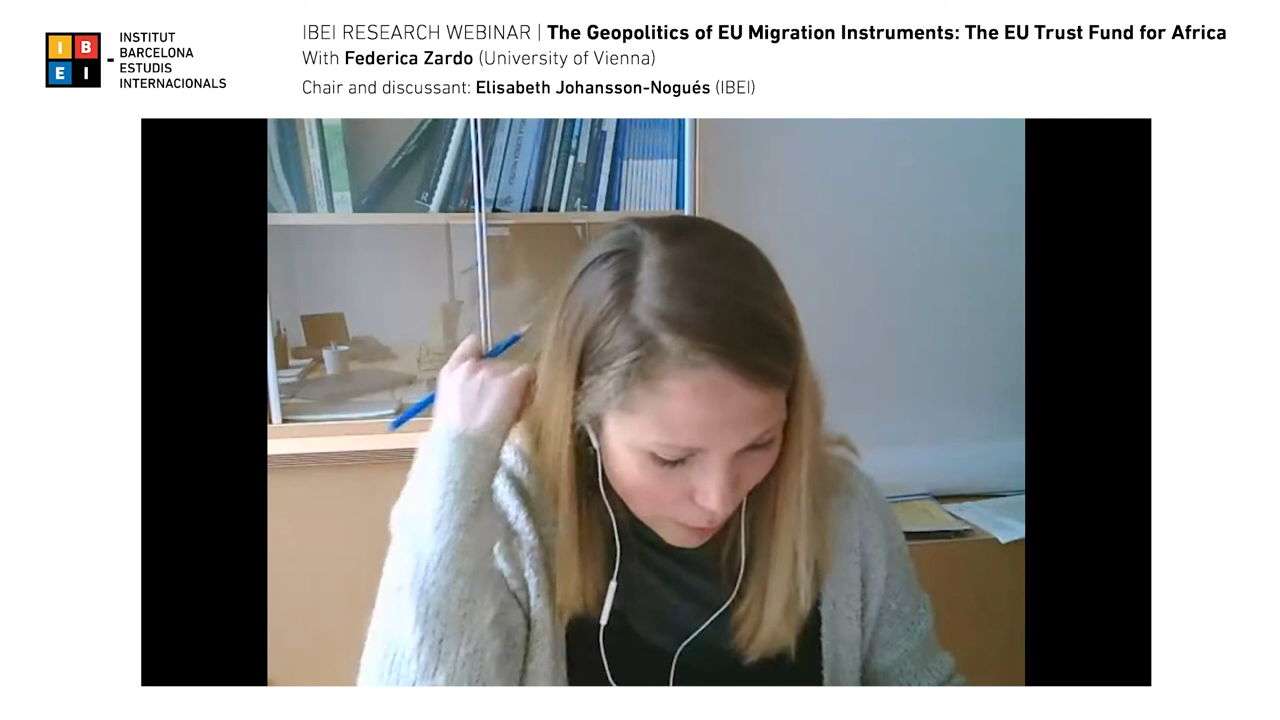 I B
E I
INSTITUT
BARCELONA
ESTUDIS
INTERNACIONALS
IBEI RESEARCH WEBINAR | The Geopolitics of EU Migration Instruments: The EU Trust Fund for Africa
With Federica Zardo (University of Vienna)
Chair and discussant: Elisabeth Johansson-Nogués (IBEI)